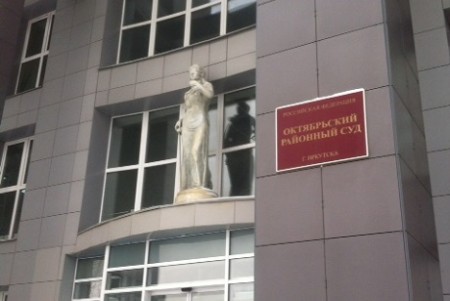 РОССИЙСКАЯ ФЕДЕРАЦИЯ
ОКТЯБРЬСКИЙ
РАЙОННЫЙ СУД
Г. ИРКУТСКА